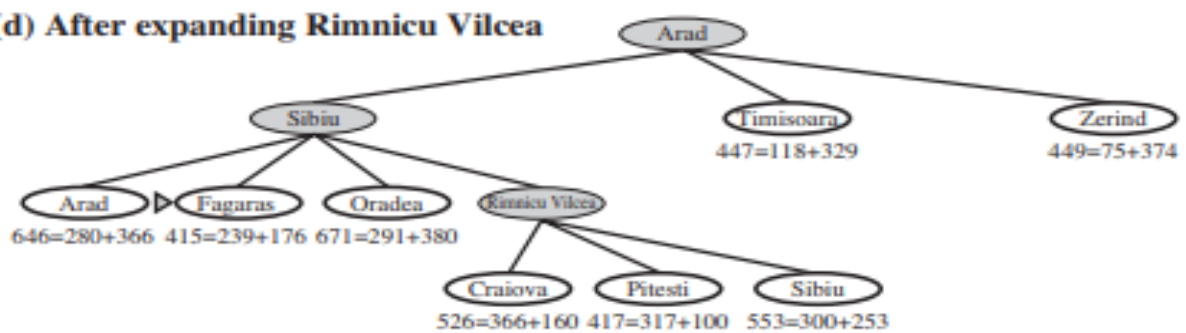 (d) After expanding Rimnicu Vilcea
Arad
Sibiu
Timisoara
Zerind
447=118+329
449=75+374
Arad
Fagaras
Oradea
Rimnicu Vilcea
646=280+366
415=239+176
671=291+380
Craiova
Pitesti
Sibiu
526=366+160
417=317+100
553=300+253